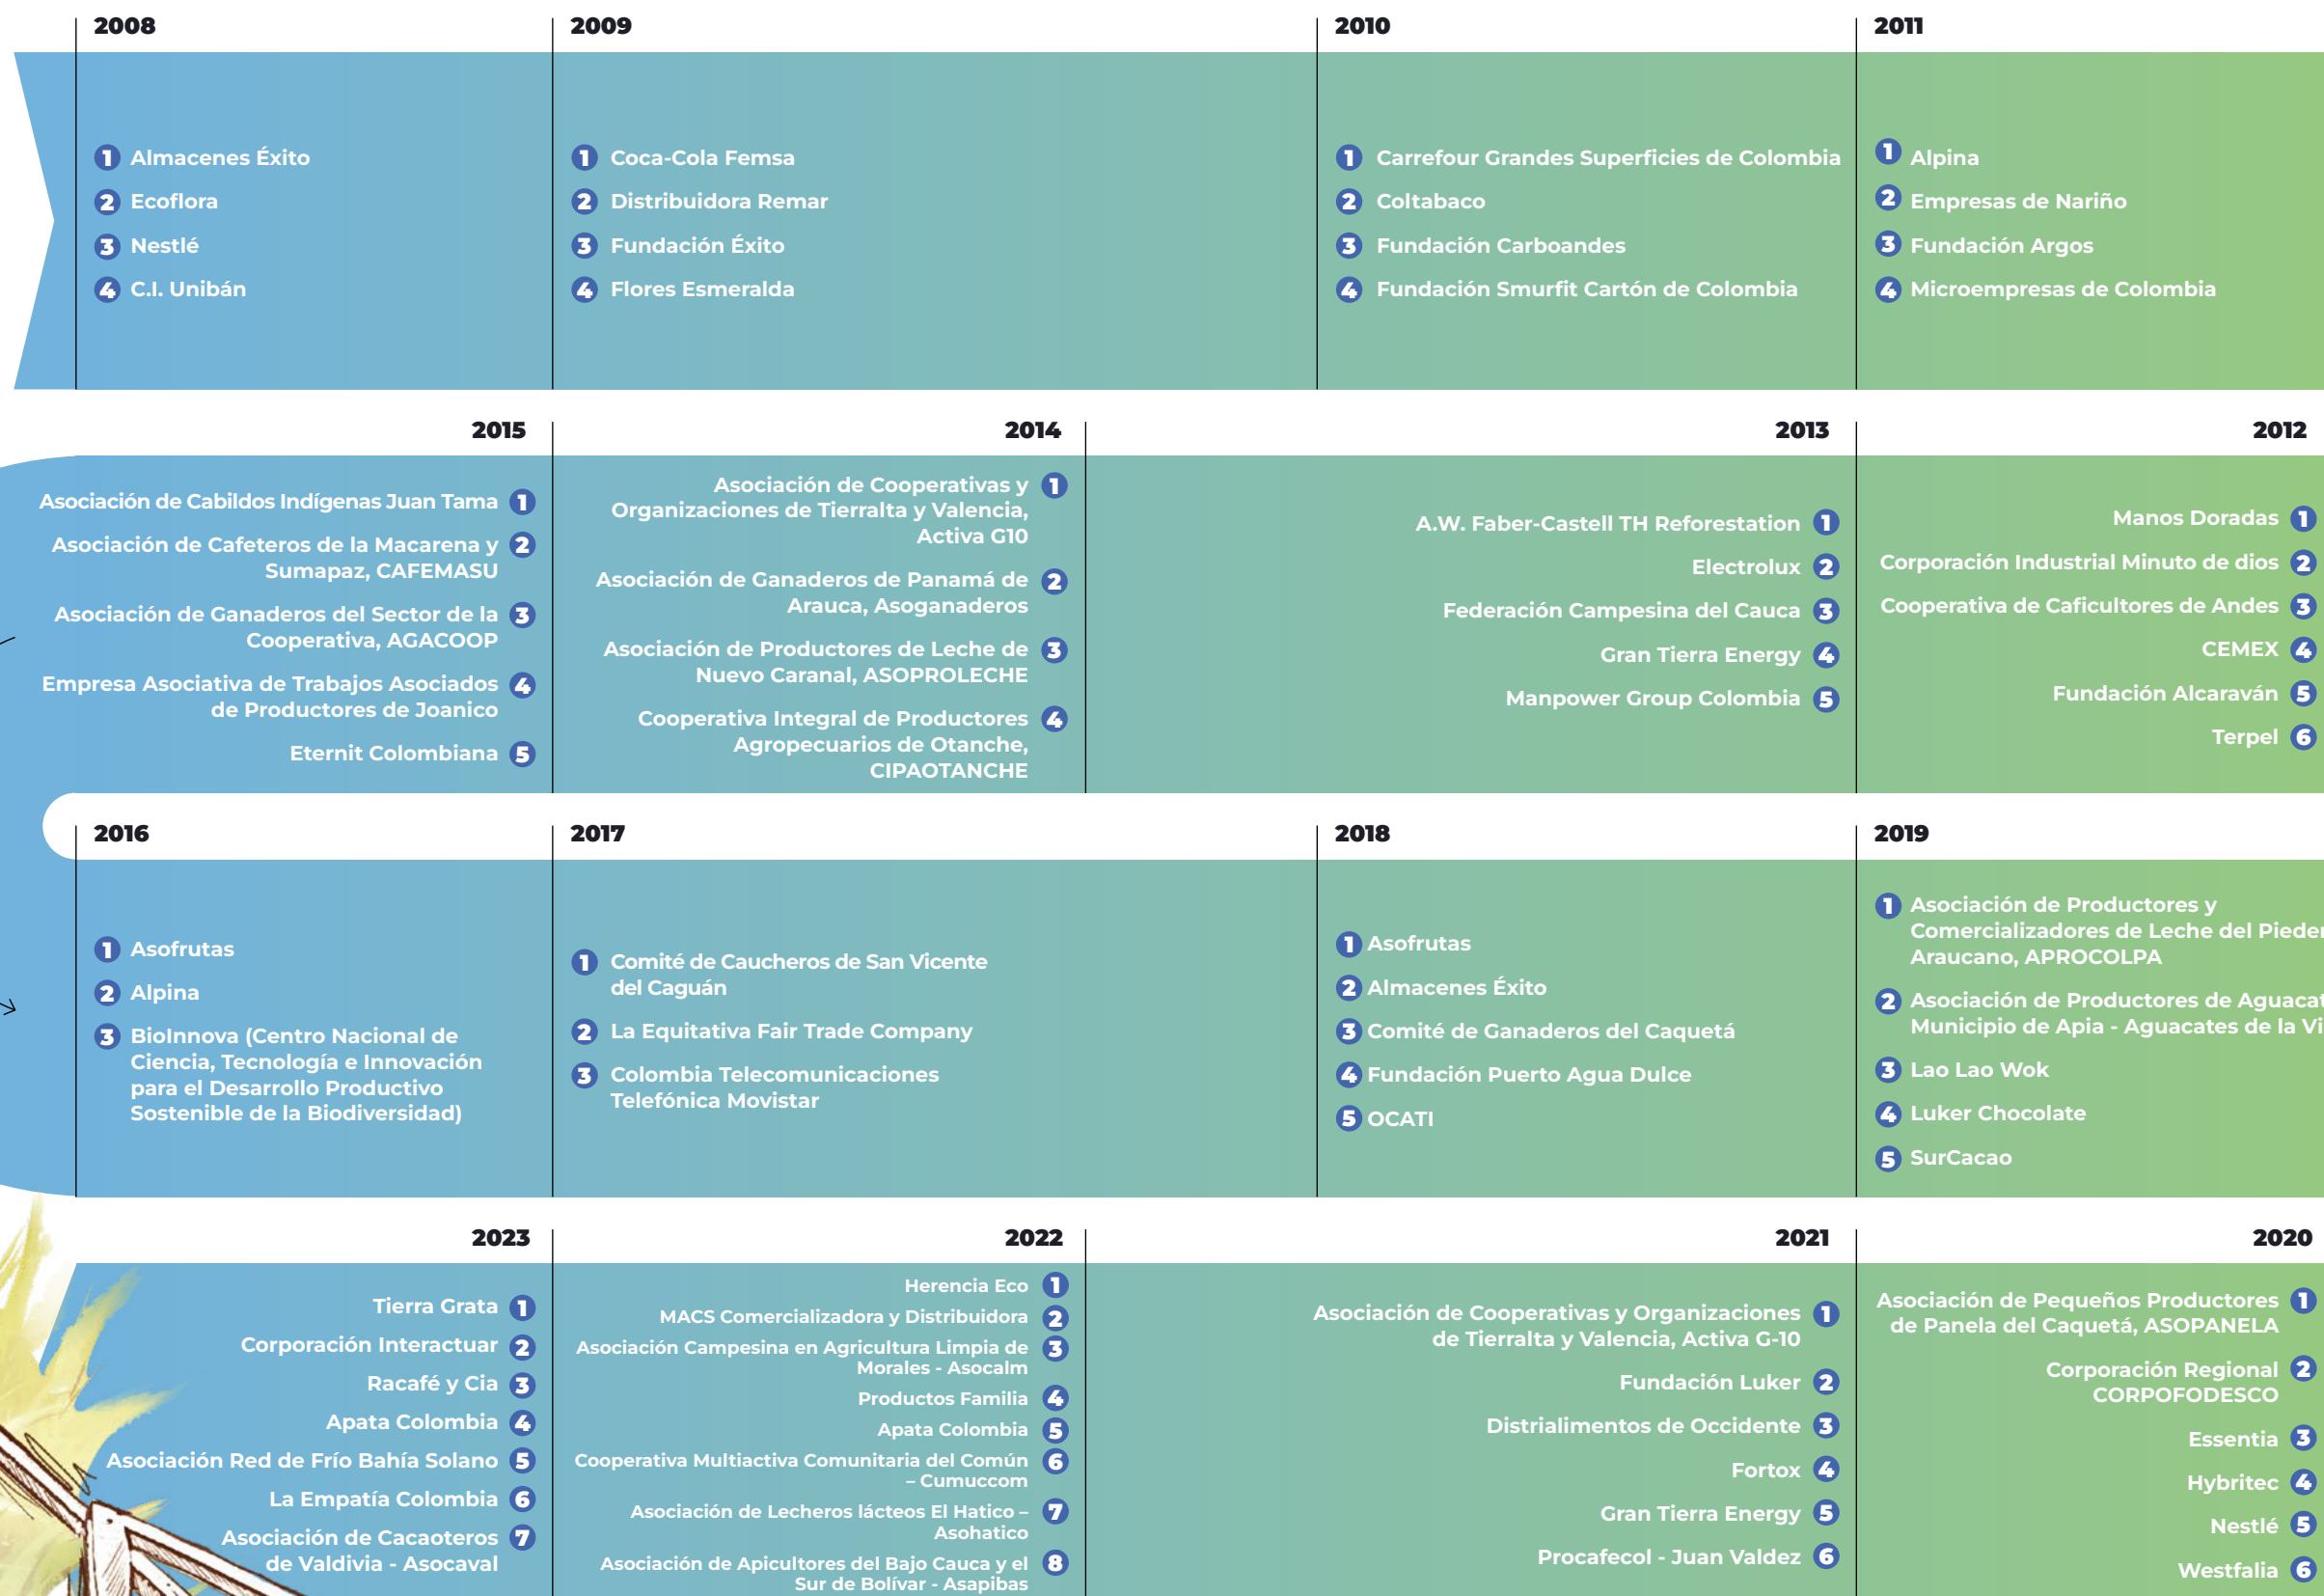 2008
1 Almacenes Éxito
2 Ecoflora
3 Nestlé
4 C.I. Unibán
2009
1 Coca-Cola Femsa
2 Distribuidora Remar
3 Fundación Éxito
4 Flores Esmeralda
2010
1 Carrefour Grandes Superficies de Colombia
2 Coltabaco
3 Fundación Carboandes
4 Fundación Smurfit Cartón de Colombia
2011
1 Alpina
2 Empresas de Nariño
3 Fundación Argos
4 Microempresas de Colombia
2012
Manos Doradas 1
Corporación Industrial Minuto de dios 2
Cooperativa de Caficultores de Andes 3
CEMEX 4
Fundación Alcaraván 5
Terpel 6
2013
A.W. Faber-Castell TH Reforestation 1
Electrolux 2
Federación Campesina del Cauca 3
Gran Tierra Energy 4
Manpower Group Colombia 5
2014
Asociación de Cooperativas y 1
Organizaciones de Tierralta y Valencia,
Activa G10
Asociación de Ganaderos de Panamá de 2
Arauca, Asoganaderos
Asociación de Productores de Leche de 3
Nuevo Caranal, ASOPROLECHE
Cooperativa Integral de Productores 4
Agropecuarios de Otanche,
CIPAOTANCHE
2015
Asociación de Cabildos Indígenas Juan Tama 1
Asociación de Cafeteros de la Macarena y 2
Sumapaz, CAFEMASU
Asociación de Ganaderos del Sector de la 3
Cooperativa, AGACOOP
Empresa Asociativa de Trabajos Asociados 4
de Productores de Joanico
Eternit Colombiana 5
2016
1 Asofrutas
2 Alpina
3 BioInnova (Centro Nacional de
Ciencia, Tecnología e Innovación
para el Desarrollo Productivo
Sostenible de la Biodiversidad)
2017
1 Comité de Caucheros de San Vicente
del Caguán
2 La Equitativa Fair Trade Company
3 Colombia Telecomunicaciones
Telefónica Movistar
2018
1 Asofrutas
2 Almacenes Éxito
3 Comité de Ganaderos del Caquetá
4 Fundación Puerto Agua Dulce
5 OCATI
2019
1 Asociación de Productores y
Comercializadores de Leche del
Araucano, APROCOLPA
2 Asociación de Productores de
Municipio de Apia - Aguacates de la
3 Lao Lao Wok
4 Luker Chocolate
5 SurCacao
2020
Asociación de Pequeños Productores 1
de Panela del Caquetá, ASOPANELA
Corporación Regional 2
CORPOFODESCO
Essentia 3
Hybritec 4
Nestlé 5
Westfalia 6
2021
Asociación de Cooperativas y Organizaciones 1
de Tierralta y Valencia, Activa G-10
Fundación Luker 2
Distrialimentos de Occidente 3
Fortox 4
Gran Tierra Energy 5
Procafecol - Juan Valdez 6
2022
Herencia Eco 1
MACS Comercializadora y Distribuidora 2
Asociación Campesina en Agricultura Limpia de 3
Morales - Asocalm
Productos Familia 4
Apata Colombia 5
Cooperativa Multiactiva Comunitaria del Común 6
– Cumuccom
Asociación de Lecheros lácteos El Hatico – 7
Asohatico
Asociación de Apicultores del Bajo Cauca y el 8
Sur de Bolívar - Asapibas
2023
Tierra Grata 1
Corporación Interactuar 2
Racafé y Cia 3
Apata Colombia 4
Asociación Red de Frío Bahía Solano 5
La Empatía Colombia 6
Asociación de Cacaoteros 7
de Valdivia - Asocaval